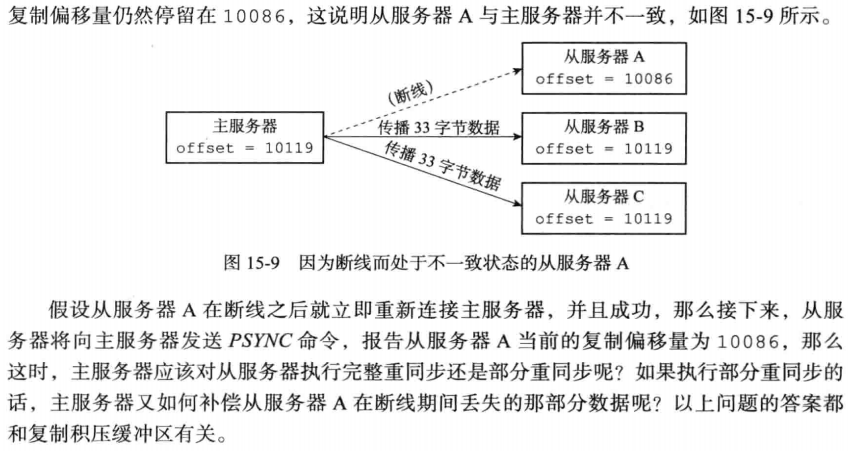 复制偏移量仍然停留在 10086，这说明从服务器 A 与主服务器并不一致，如图 15-9 所示。
从服务器 A
offset = 10086
(断线)
主服务器
offset = 10119
传播 33 字节数据
从服务器 B
offset = 10119
传播 33 字节数据
从服务器 C
offset = 10119
图 15-9 因为断线而处于不一致状态的从服务器 A
假设从服务器 A 在断线之后就立即重新连接主服务器，并且成功，那么接下来，从服
务器将向主服务器发送 PSYNC 命令，报告从服务器 A 当前的复制偏移量为 10086，那么
这时，主服务器应该对从服务器执行完整重同步还是部分重同步呢？如果执行部分重同步的
话，主服务器又如何补偿从服务器 A 在断线期间丢失的那部分数据呢？以上问题的答案都
和复制积压缓冲区有关。